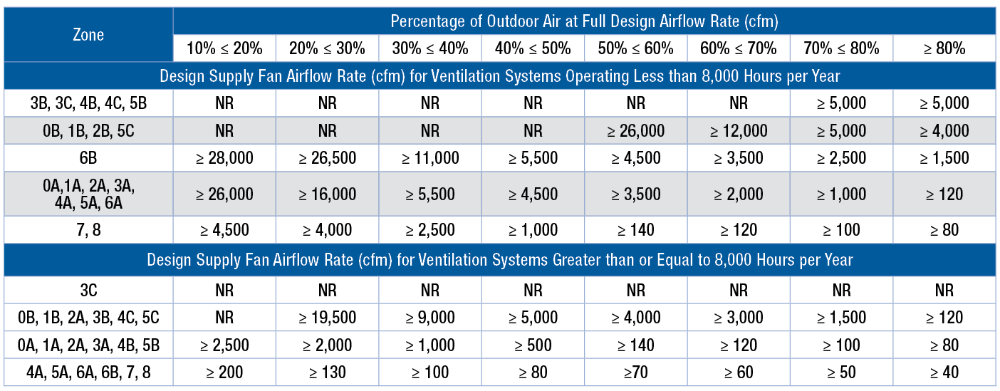 Zone
Percentage of Outdoor Air at Full Design Airflow Rate (cfm)
10% ≤ 20% 20% ≤ 30% 30% ≤ 40% 40% ≤ 50% 50% ≤ 60% 60% ≤ 70% 70% ≤ 80% ≥ 80%
Design Supply Fan Airflow Rate (cfm) for Ventilation Systems Operating Less than 8,000 Hours per Year
3B, 3C, 4B, 4C, 5B NR NR NR NR NR NR ≥ 5,000 ≥ 5,000
0B, 1B, 2B, 5C NR NR NR NR ≥ 26,000 ≥ 12,000 ≥ 5,000 ≥ 4,000
6B ≥ 28,000 ≥ 26,500 ≥ 11,000 ≥ 5,500 ≥ 4,500 ≥ 3,500 ≥ 2,500 ≥ 1,500
0A,1A, 2A, 3A,
4A, 5A, 6A ≥ 26,000 ≥ 16,000 ≥ 5,500 ≥ 4,500 ≥ 3,500 ≥ 2,000 ≥ 1,000 ≥ 120
7, 8 ≥ 4,500 ≥ 4,000 ≥ 2,500 ≥ 1,000 ≥ 140 ≥ 120 ≥ 100 ≥ 80
Design Supply Fan Airflow Rate (cfm) for Ventilation Systems Greater than or Equal to 8,000 Hours per Year
3C NR NR NR NR NR NR NR NR
0B, 1B, 2A, 3B, 4C, 5C NR ≥ 19,500 ≥ 9,000 ≥ 5,000 ≥ 4,000 ≥ 3,000 ≥ 1,500 ≥ 120
0A, 1A, 2A, 3A, 4B, 5B ≥ 2,500 ≥ 2,000 ≥ 1,000 ≥ 500 ≥ 140 ≥ 120 ≥ 100 ≥ 80
4A, 5A, 6A, 6B, 7, 8 ≥ 200 ≥ 130 ≥ 100 ≥ 80 ≥70 ≥ 60 ≥ 50 ≥ 40